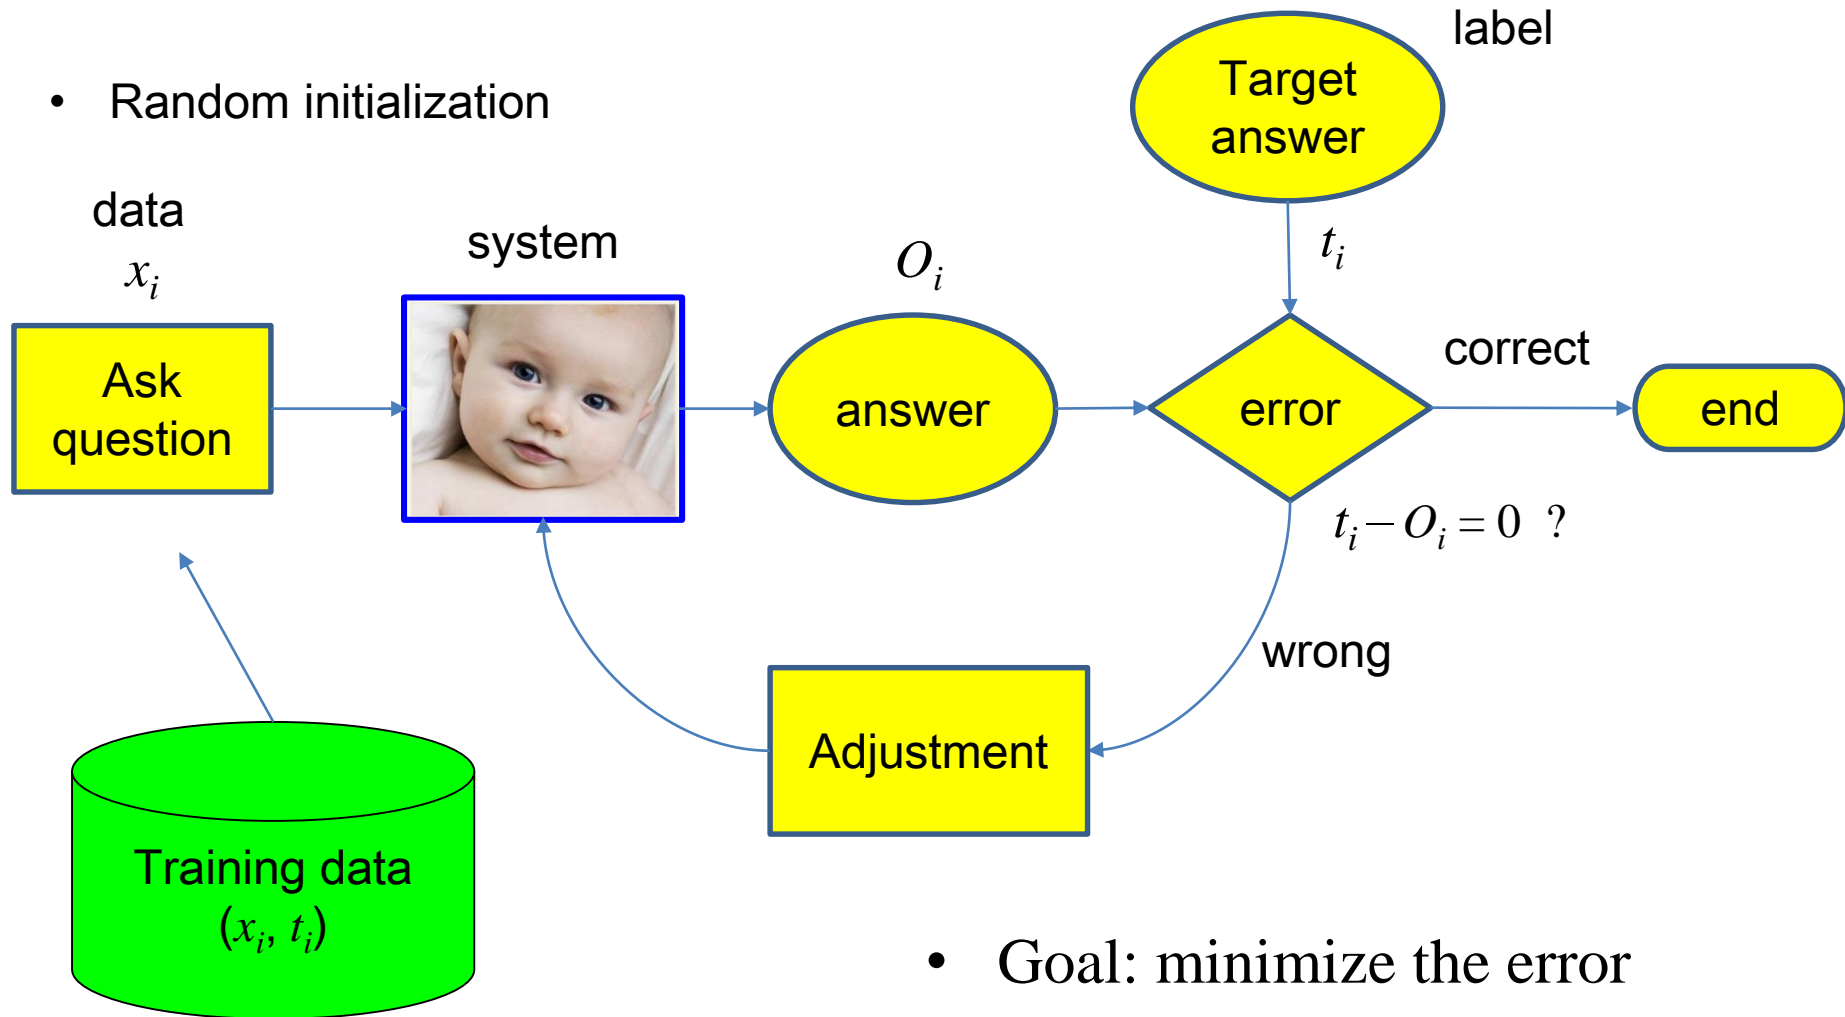 label
Target
answer
• Random initialization
data
x_i
system
O_i
t_i
Ask
question
answer
error
correct
end
t_i – O_i = 0 ?
wrong
Adjustment
Training data
(x_i, t_i)
• Goal: minimize the error